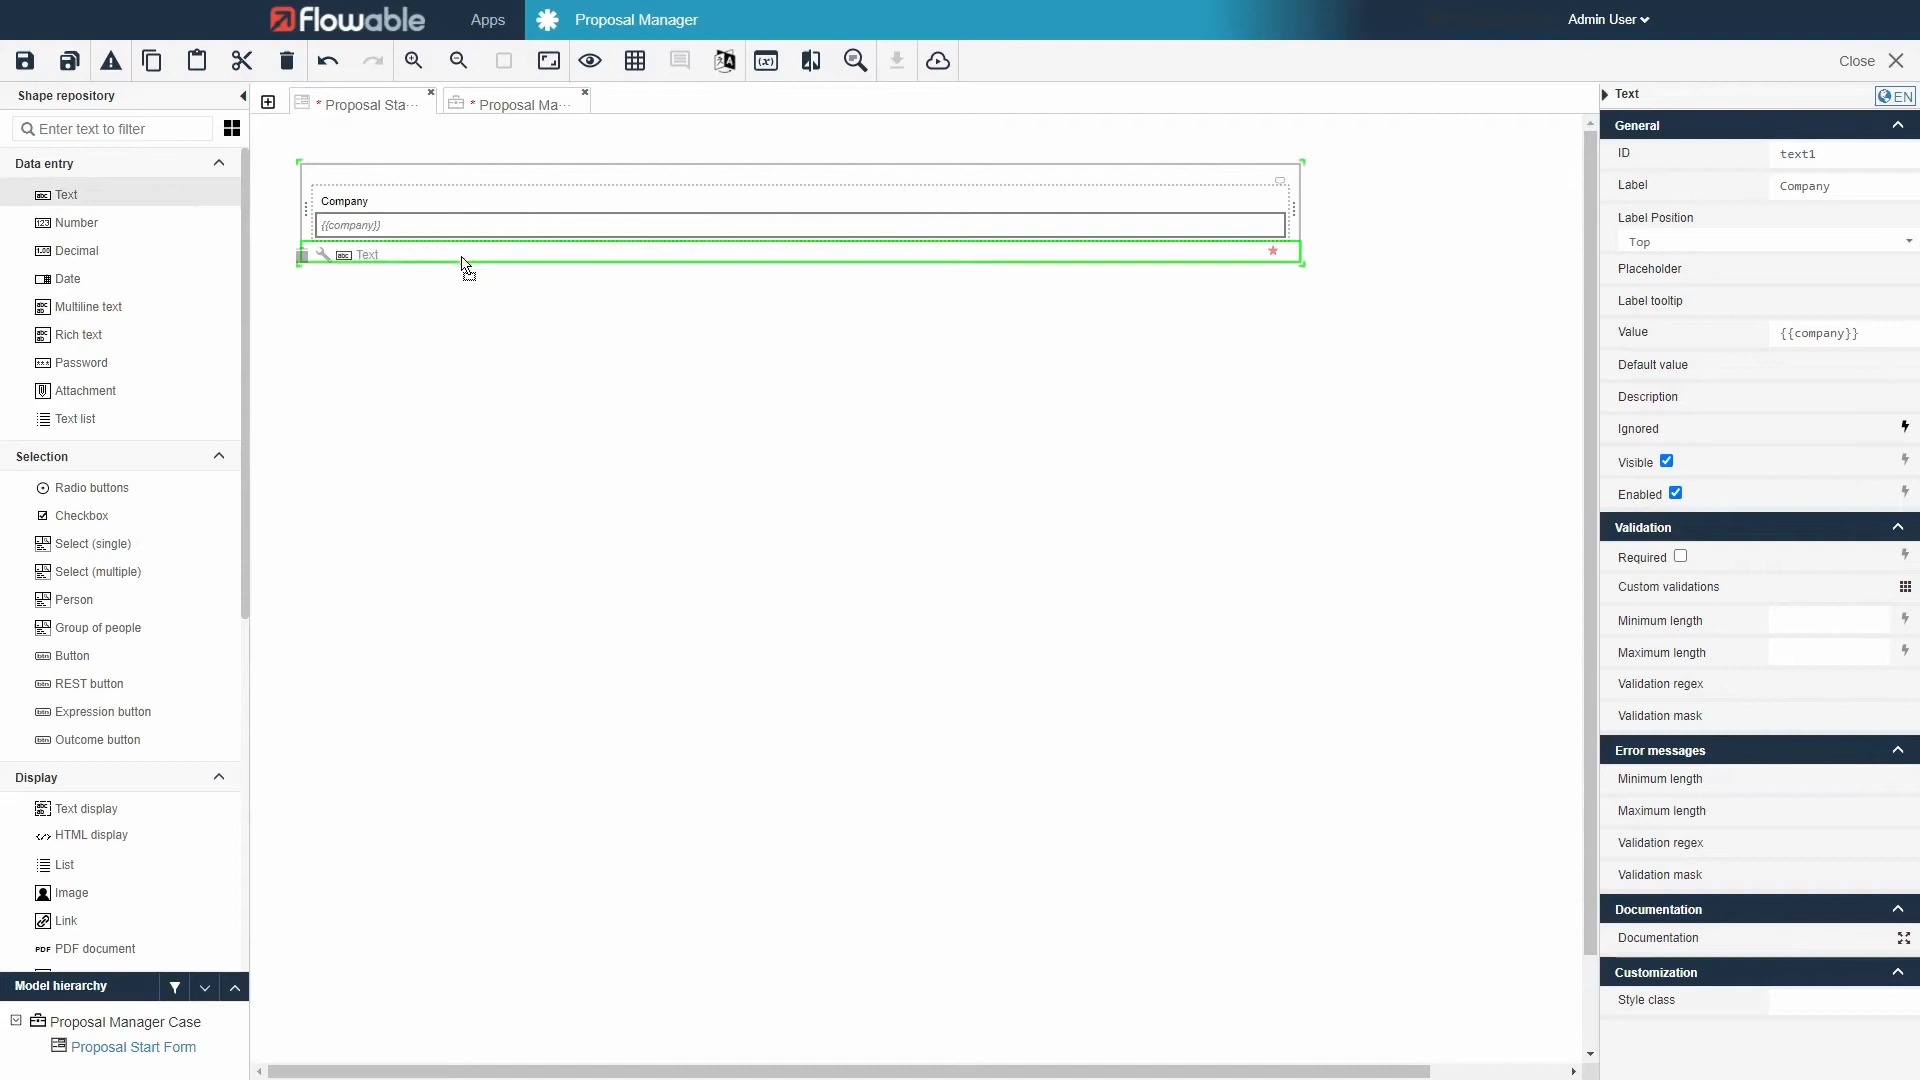 flowable
Apps
Proposal Manager
Admin User
Close
Shape repository
* Proposal Sta···
* Proposal Ma···
Text
EN
Enter text to filter
General
Data entry
ID
text1
Text
Label
Company
Number
Label Position
Decimal
Top
Date
Placeholder
Multiline text
Label tooltip
Rich text
Value
{{company}}
Password
Default value
Attachment
Description
Text list
Ignored
Selection
Visible
Radio buttons
Enabled
Checkbox
Validation
Select (single)
Required
Select (multiple)
Custom validations
Person
Minimum length
Group of people
Maximum length
Button
Validation regex
REST button
Validation mask
Expression button
Error messages
Outcome button
Minimum length
Display
Maximum length
Text display
Validation regex
HTML display
Validation mask
List
Documentation
Image
Documentation
Link
Customization
PDF PDF document
Style class
Company
{{company}}
Text
Model hierarchy
Proposal Manager Case
Proposal Start Form